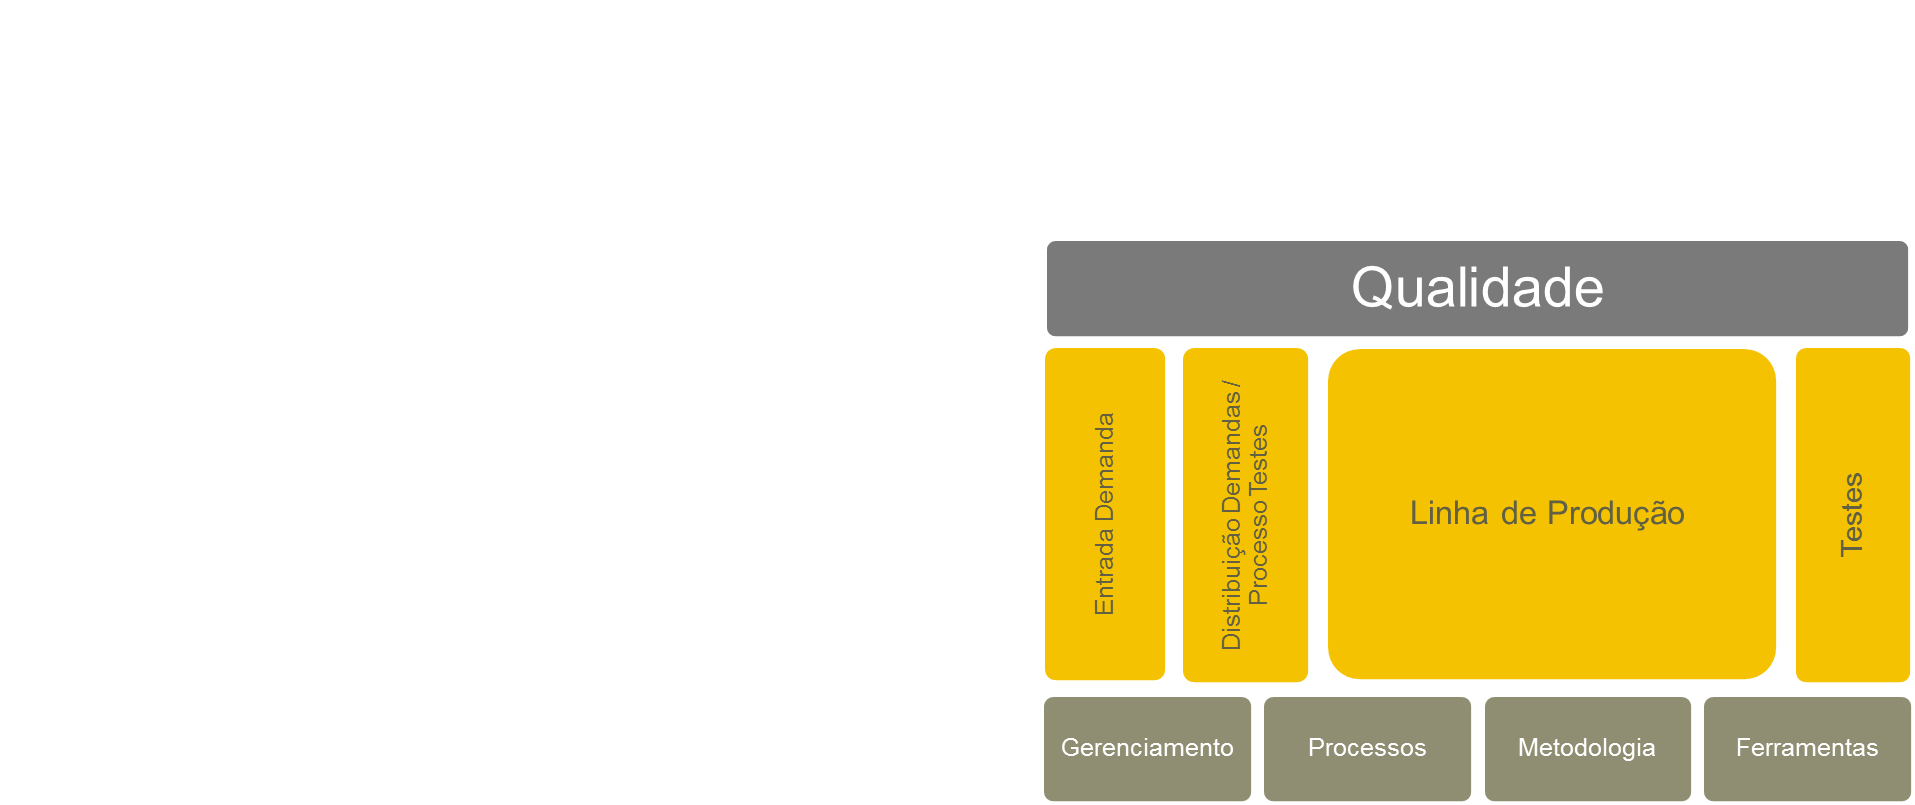 Qualidade
Entrada Demanda
Distribuição Demandas /
Processo Testes
Linha de Produção
Testes
Gerenciamento
Processos
Metodologia
Ferramentas